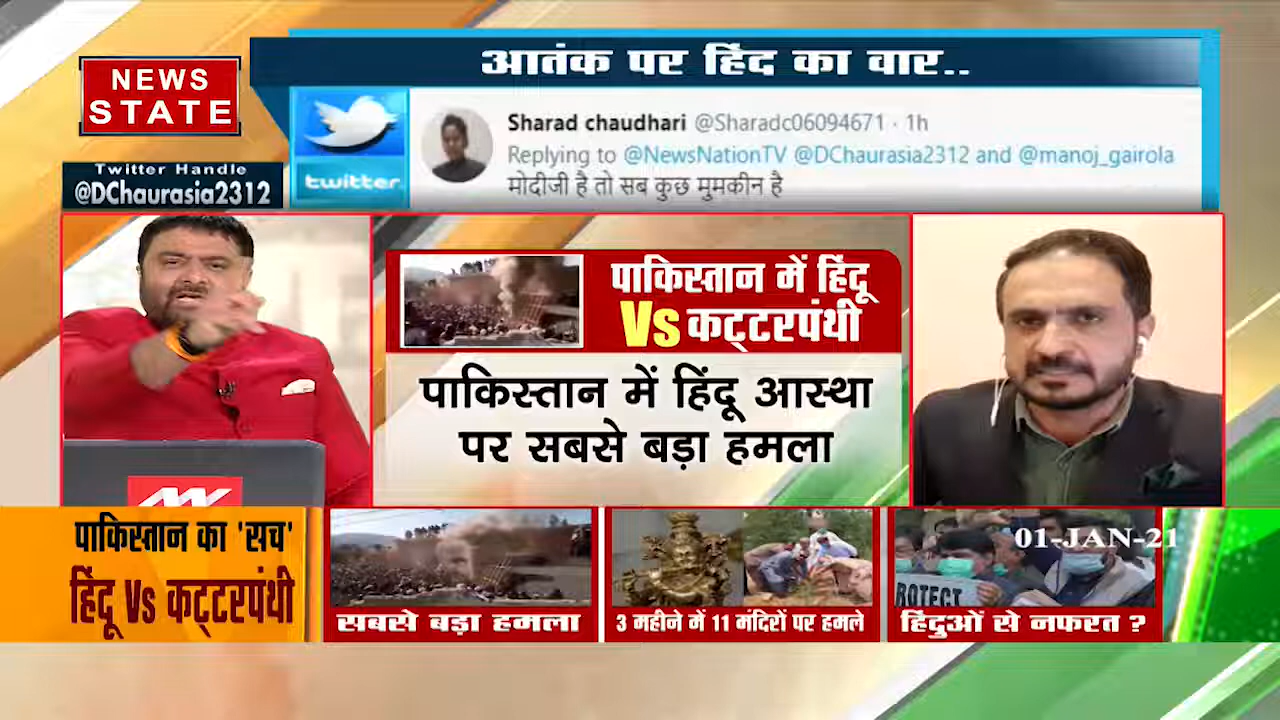 आतंक पर हिंद का वार..
NEWS
STATE
Sharad chaudhari @Sharadc06094671 · 1h
Replying to @NewsNationTV @DChaurasia2312 and @manoj_gairola
मोदीजी है तो सब कुछ मुमकीन है
twitter
Twitter Handle
@DChaurasia2312
पाकिस्तान में हिंदू
Vs कट्टरपंथी
पाकिस्तान में हिंदू आस्था
पर सबसे बड़ा हमला
पाकिस्तान का 'सच'
हिंदू Vs कट्टरपंथी
सबसे बड़ा हमला
3 महीने में 11 मंदिरों पर हमले
01-JAN-21
ROTECT
हिंदुओं से नफरत ?